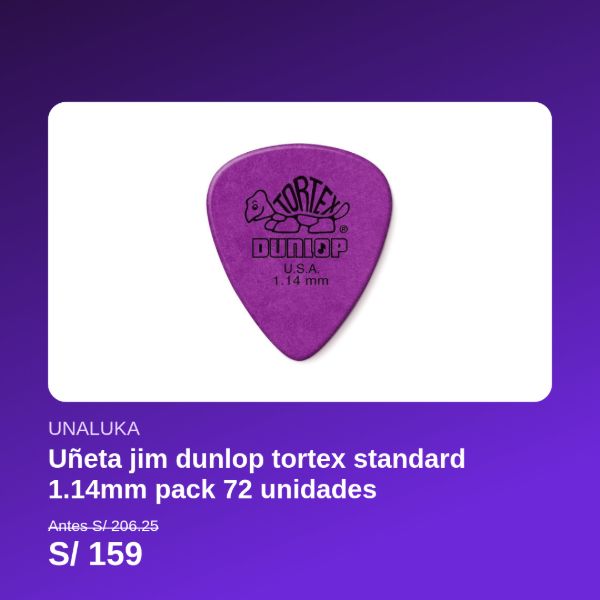 TORTEX
®
DUNLOP
U.S.A.
1.14 mm
UNALUKA
Uñeta jim dunlop tortex standard
1.14mm pack 72 unidades
Antes S/ 206.25
S/ 159